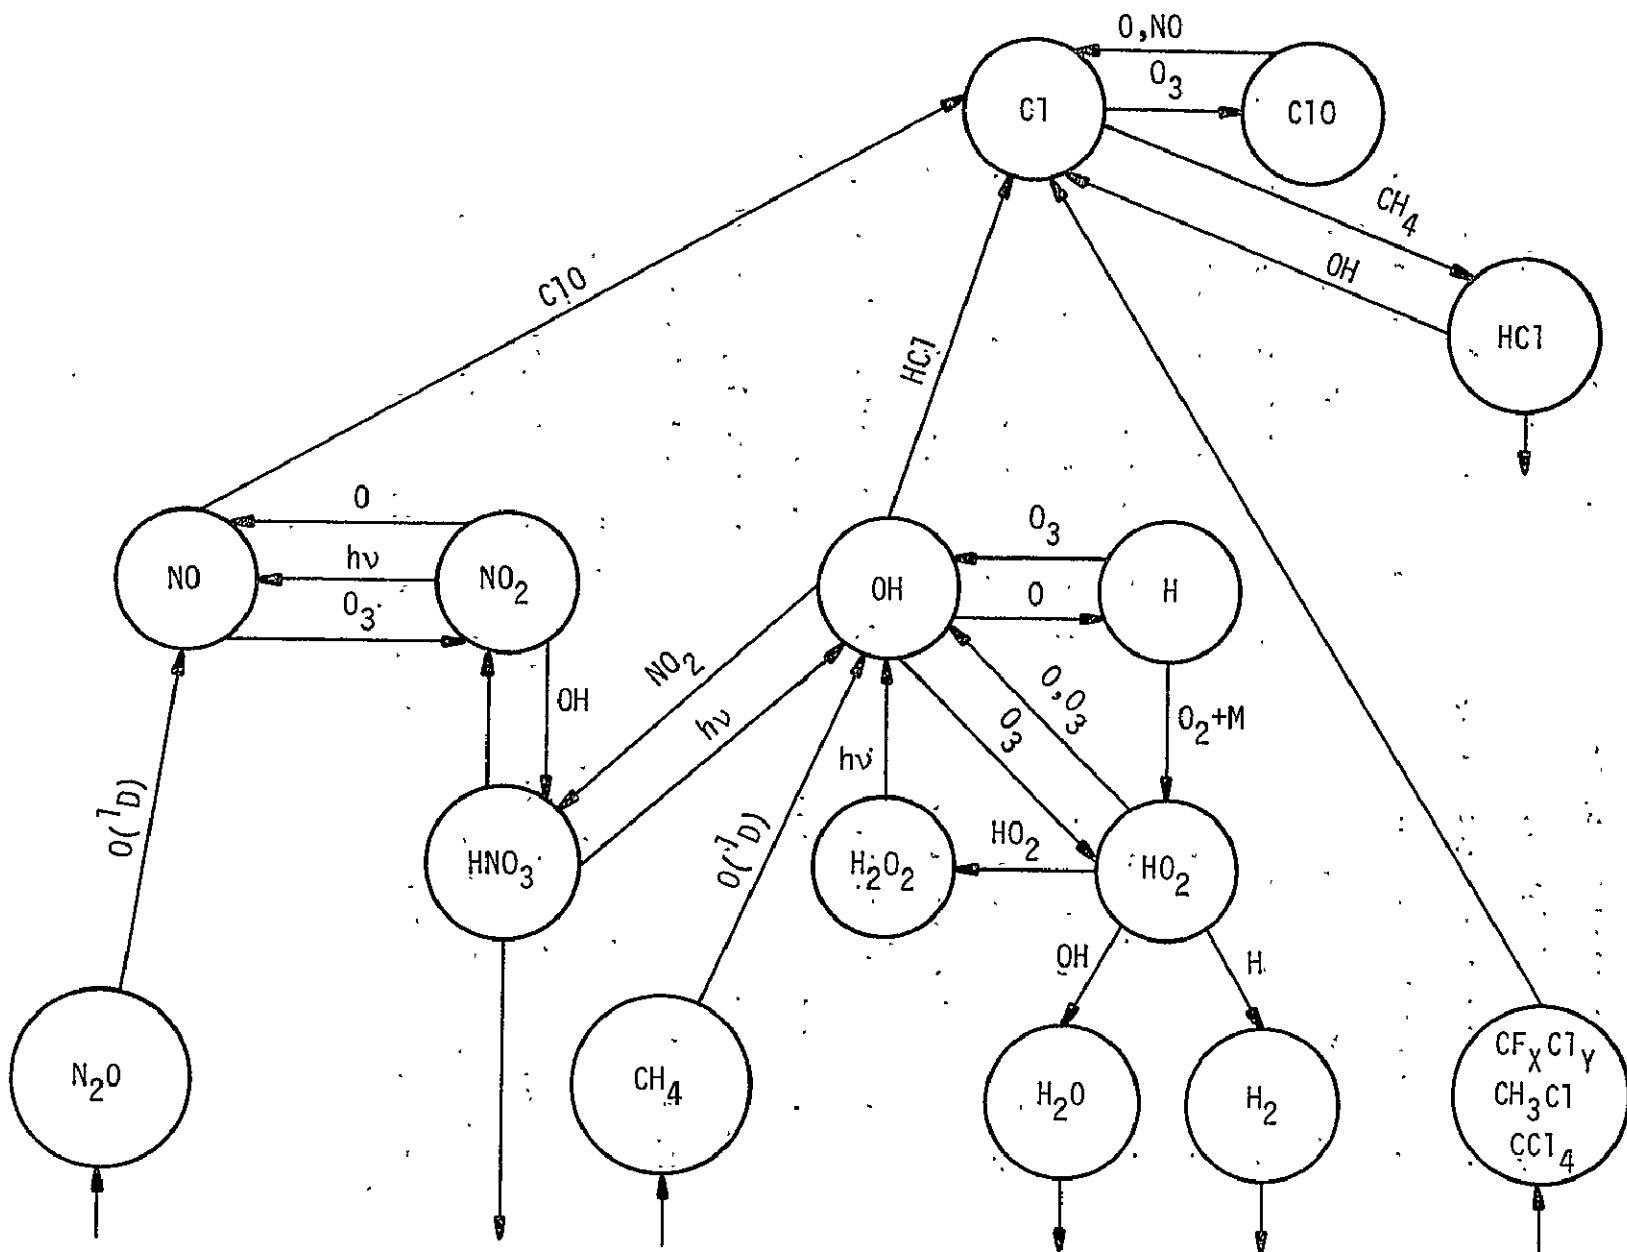 O,NO
O3
Cl
ClO
CH4
OH
HCl
ClO
HCl
O
hν
O3
NO
NO2
OH
O3
O
H
OH
NO2
hν
O(1D)
hν
O3
O,O3
O2+M
HNO3
H2O2
HO2
HO2
O(1D)
OH
H
N2O
CH4
H2O
H2
CFXClY
CH3Cl
CCl4